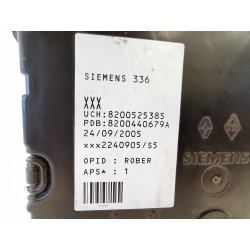 SIEMENS 336
XXX
UCH:8200525385
PDB:8200440679A
24/09/2005
xxx2240905/S5
OPID : ROBER
APS* : 1
SIEMENS